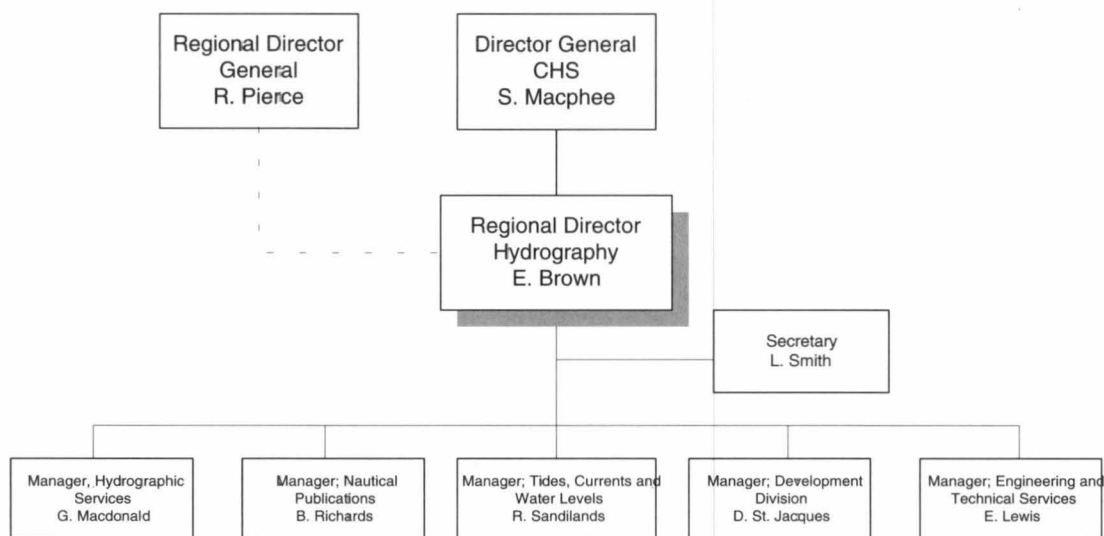 Regional Director
General
R. Pierce
Director General
CHS
S. Macphee
Regional Director
Hydrography
E. Brown
Secretary
L. Smith
Manager, Hydrographic
Services
G. Macdonald
Manager; Nautical
Publications
B. Richards
Manager; Tides, Currents and
Water Levels
R. Sandilands
Manager; Development
Division
D. St. Jacques
Manager; Engineering and
Technical Services
E. Lewis